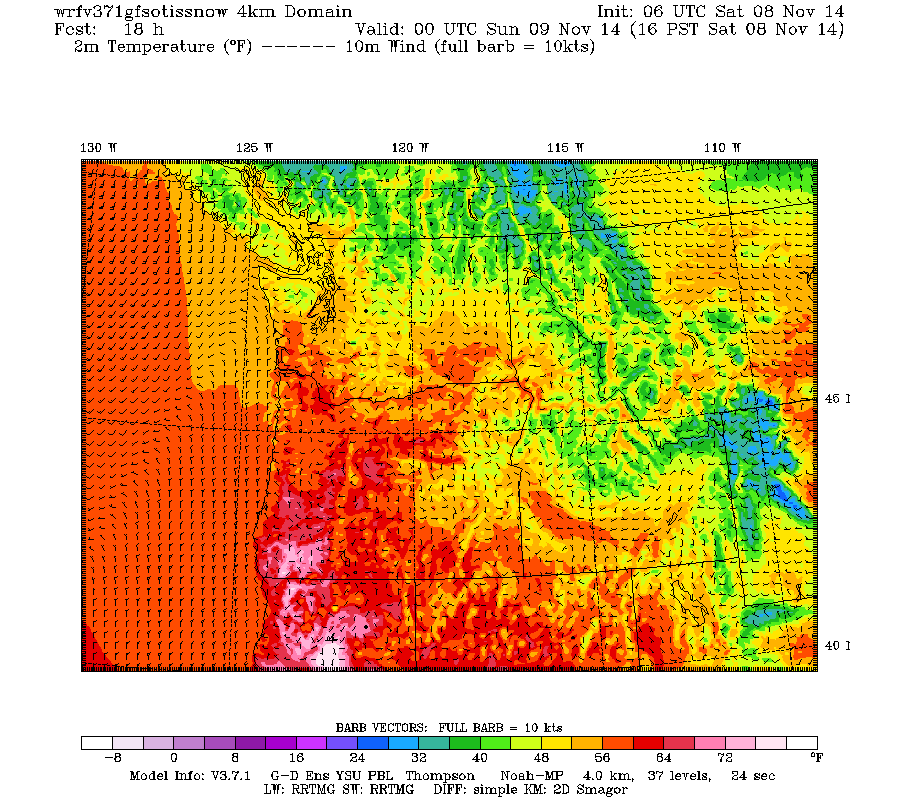 wrfv371gfsotissnow 4km Domain Init: 06 UTC Sat 08 Nov 14
Fcst: 18 h Valid: 00 UTC Sun 09 Nov 14 (16 PST Sat 08 Nov 14)
2m Temperature (°F) ------ 10m Wind (full barb = 10kts)
130 W 125 W 120 W 115 W 110 W
45
40
BARB VECTORS: FULL BARB = 10 kts
-8 0 8 16 24 32 40 48 56 64 72 °F
Model Info: V3.7.1 G-D Ens YSU PBL Thompson Noah-MP 4.0 km, 37 levels, 24 sec
LW: RRTMG SW: RRTMG DIFF: simple KM: 2D Smagor